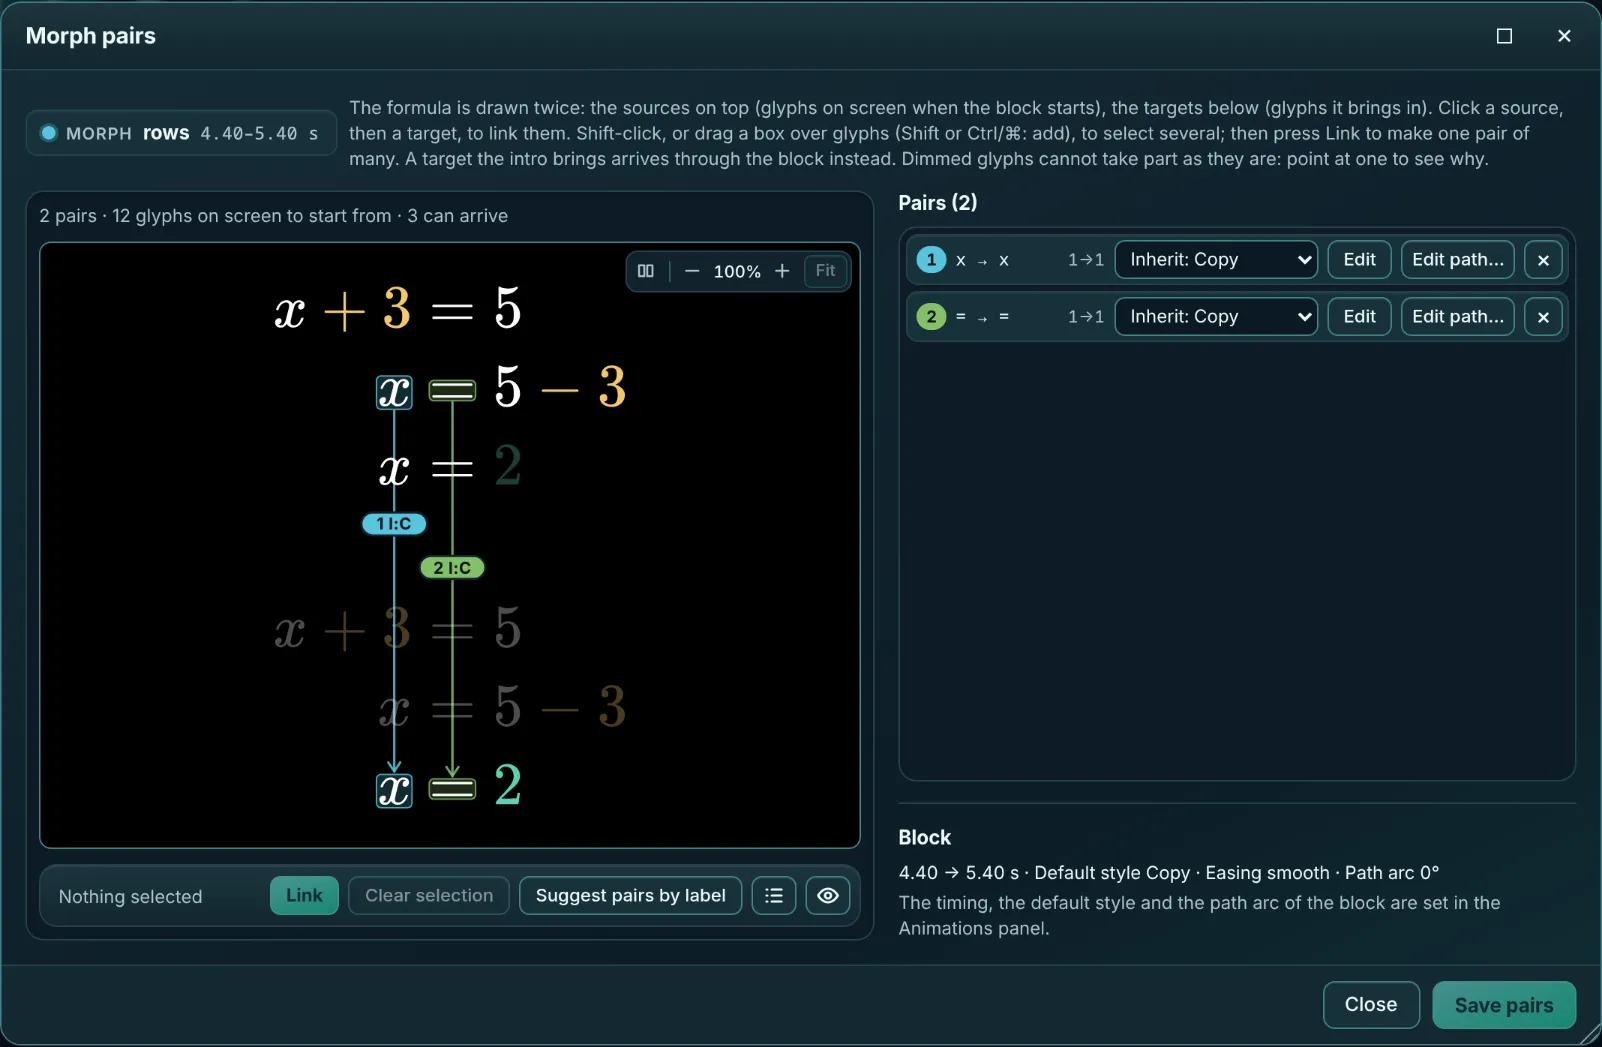 Morph pairs
MORPH rows 4.40–5.40 s
The formula is drawn twice: the sources on top (glyphs on screen when the block starts), the targets below (glyphs it brings in). Click a source,
then a target, to link them. Shift-click, or drag a box over glyphs (Shift or Ctrl/⌘: add), to select several; then press Link to make one pair of
many. A target the intro brings arrives through the block instead. Dimmed glyphs cannot take part as they are: point at one to see why.
2 pairs · 12 glyphs on screen to start from · 3 can arrive
100% Fit
x + 3 = 5
x = 5 − 3
x = 2
1 I:C
2 I:C
x + 3 = 5
x = 5 − 3
x = 2
Nothing selected Link Clear selection Suggest pairs by label
Pairs (2)
1 x → x 1→1 Inherit: Copy Edit Edit path...
2 = → = 1→1 Inherit: Copy Edit Edit path...
Block
4.40 → 5.40 s · Default style Copy · Easing smooth · Path arc 0°
The timing, the default style and the path arc of the block are set in the
Animations panel.
Close Save pairs